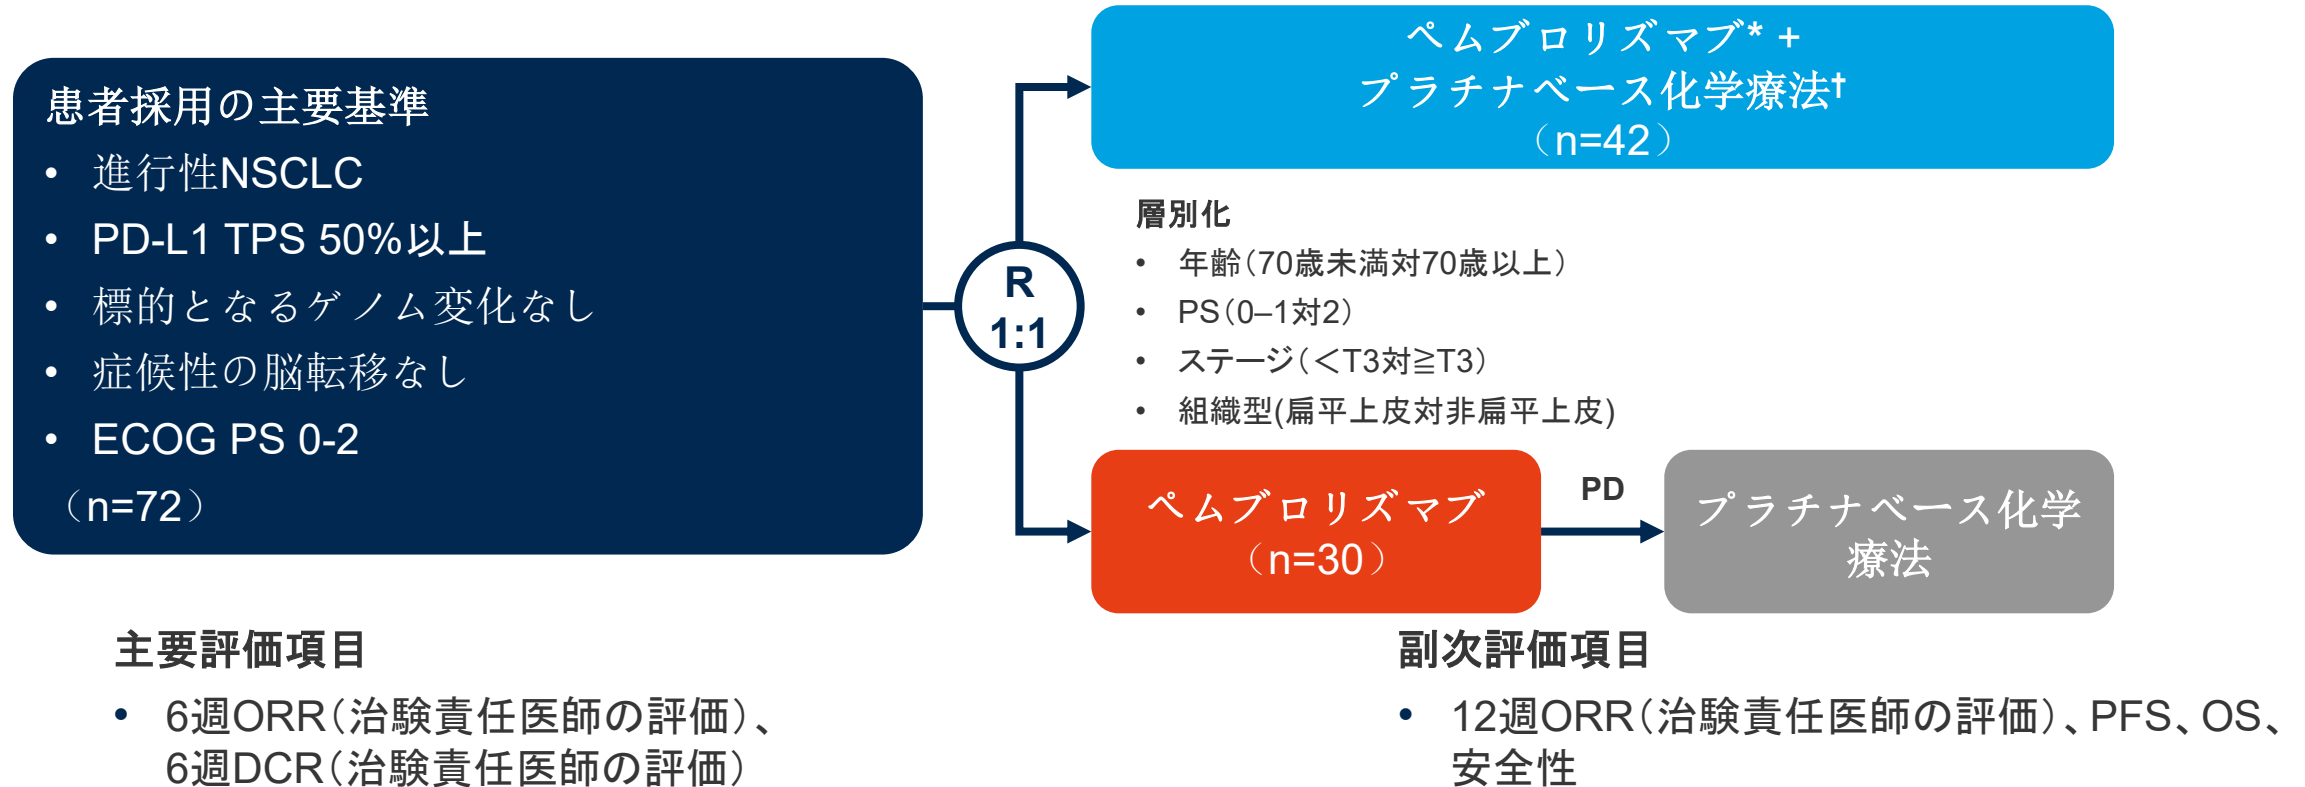 患者採用の主要基準
• 進行性NSCLC
• PD-L1 TPS 50%以上
• 標的となるゲノム変化なし
• 症候性の脳転移なし
• ECOG PS 0-2
（n=72）
R
1:1
ペムブロリズマブ* +
プラチナベース化学療法†
（n=42）
層別化
• 年齢（70歳未満対70歳以上）
• PS（0–1対2）
• ステージ（＜T3対≧T3）
• 組織型(扁平上皮対非扁平上皮)
ペムブロリズマブ
（n=30）
PD
プラチナベース化学
療法
主要評価項目
• 6週ORR（治験責任医師の評価）、
6週DCR（治験責任医師の評価）
副次評価項目
• 12週ORR（治験責任医師の評価）、PFS、OS、
安全性